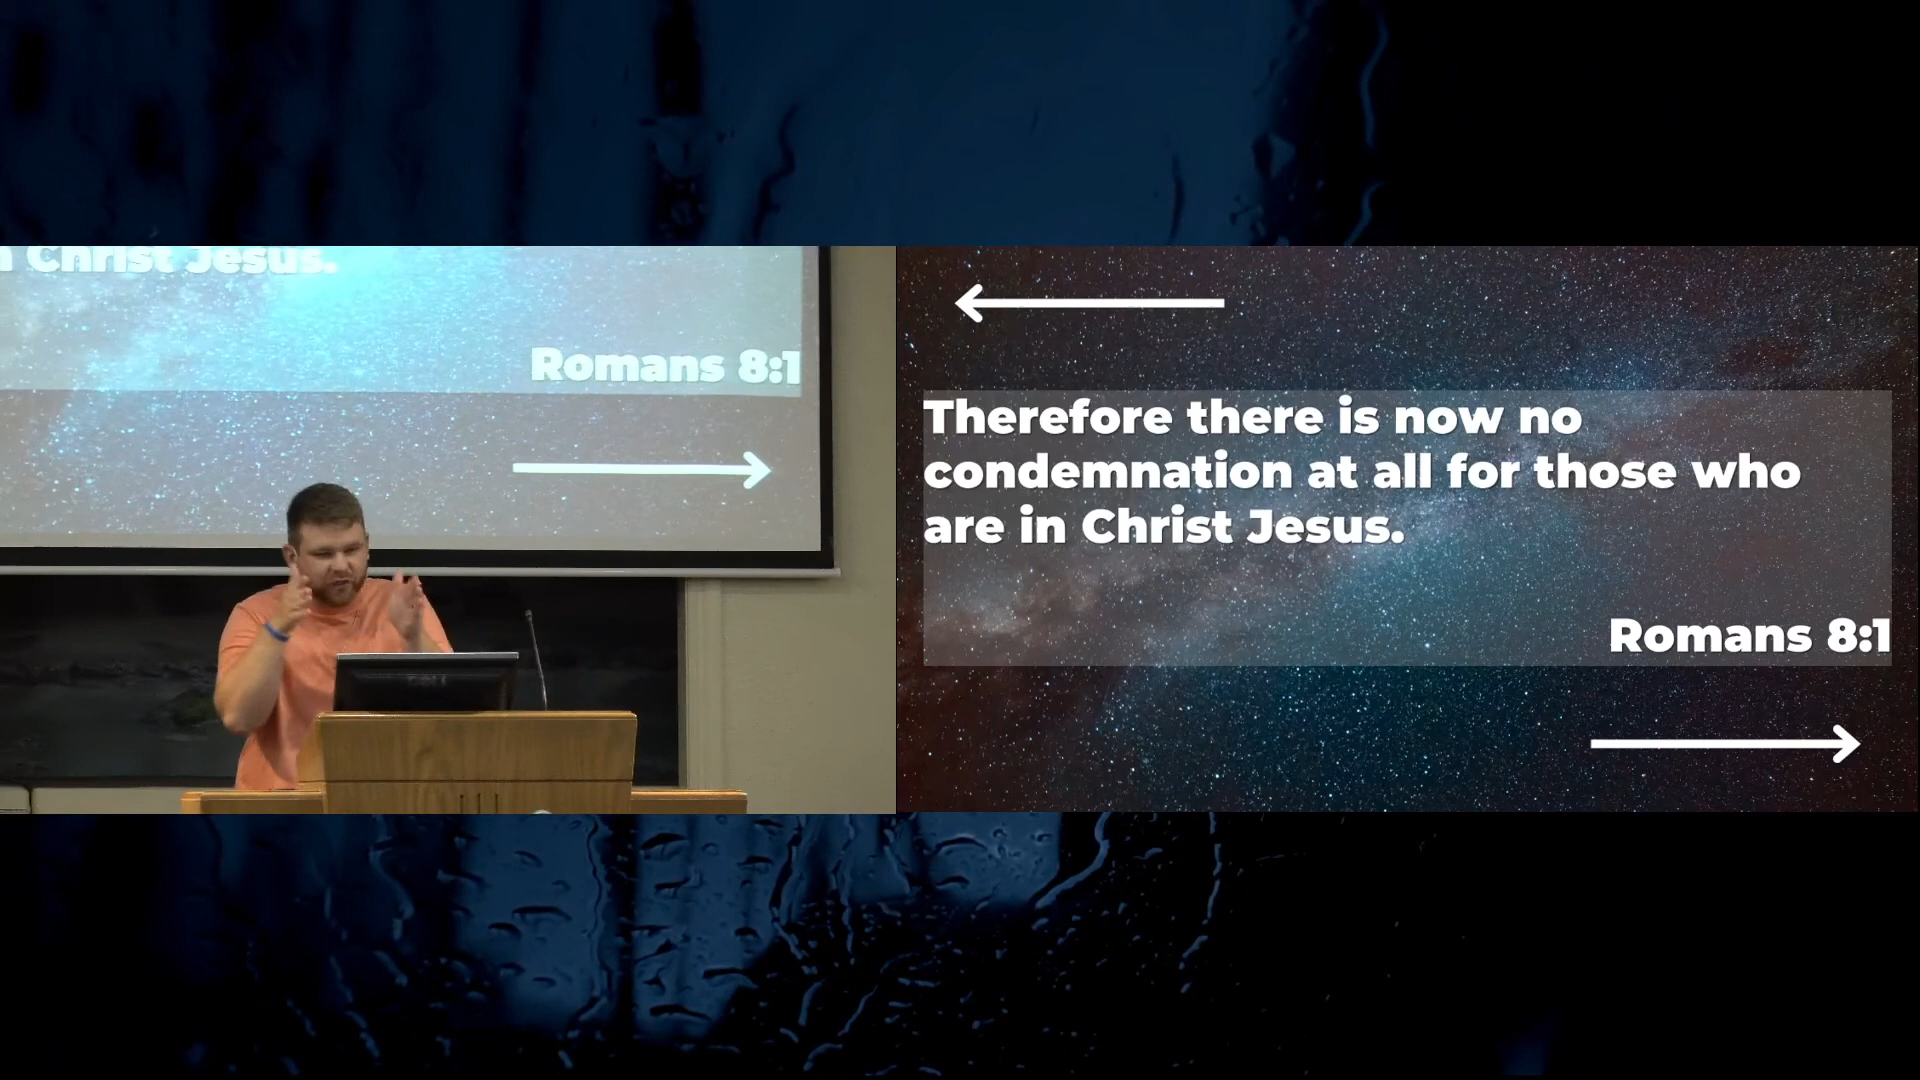 n Christ Jesus.
Romans 8:1
Therefore there is now no
condemnation at all for those who
are in Christ Jesus.
Romans 8:1